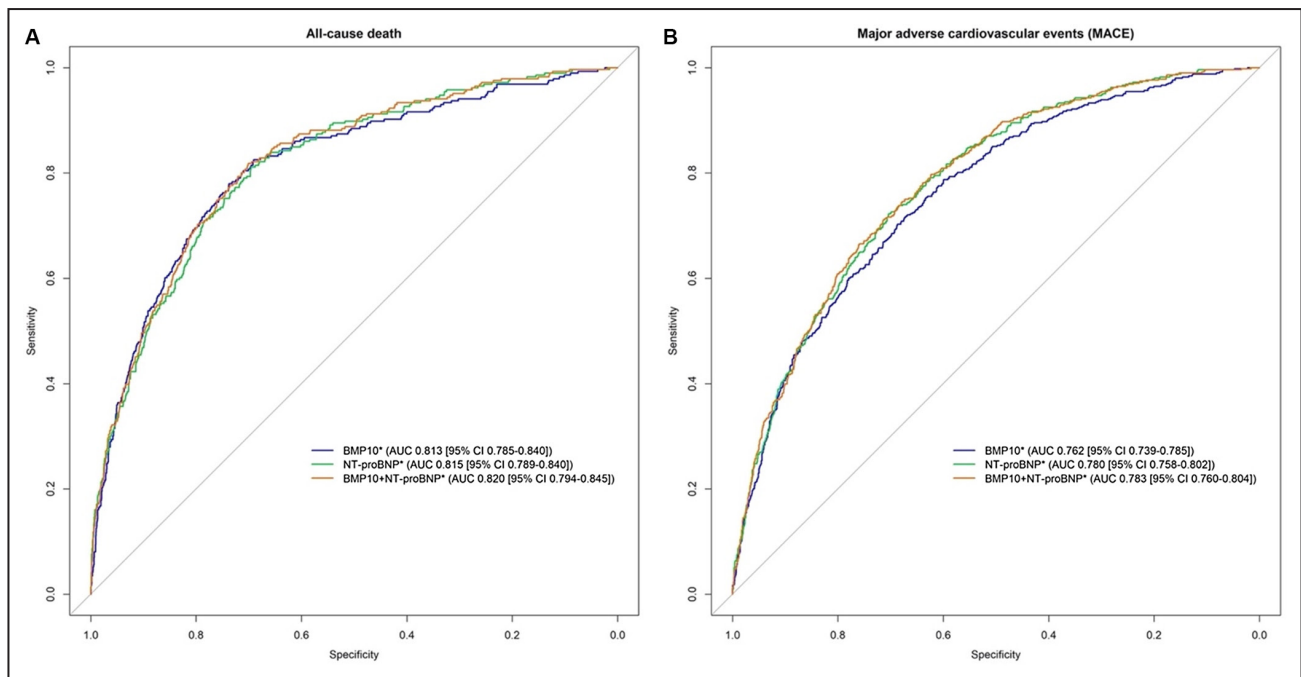 A
All-cause death
1.0
0.8
0.6
0.4
0.2
0.0
Sensitivity
BMP10* (AUC 0.813 [95% CI 0.785-0.840])
NT-proBNP* (AUC 0.815 [95% CI 0.789-0.840])
BMP10+NT-proBNP* (AUC 0.820 [95% CI 0.794-0.845])
1.0 0.8 0.6 0.4 0.2 0.0
Specificity
B
Major adverse cardiovascular events (MACE)
1.0
0.8
0.6
0.4
0.2
0.0
Sensitivity
BMP10* (AUC 0.762 [95% CI 0.739-0.785])
NT-proBNP* (AUC 0.780 [95% CI 0.758-0.802])
BMP10+NT-proBNP* (AUC 0.783 [95% CI 0.760-0.804])
1.0 0.8 0.6 0.4 0.2 0.0
Specificity